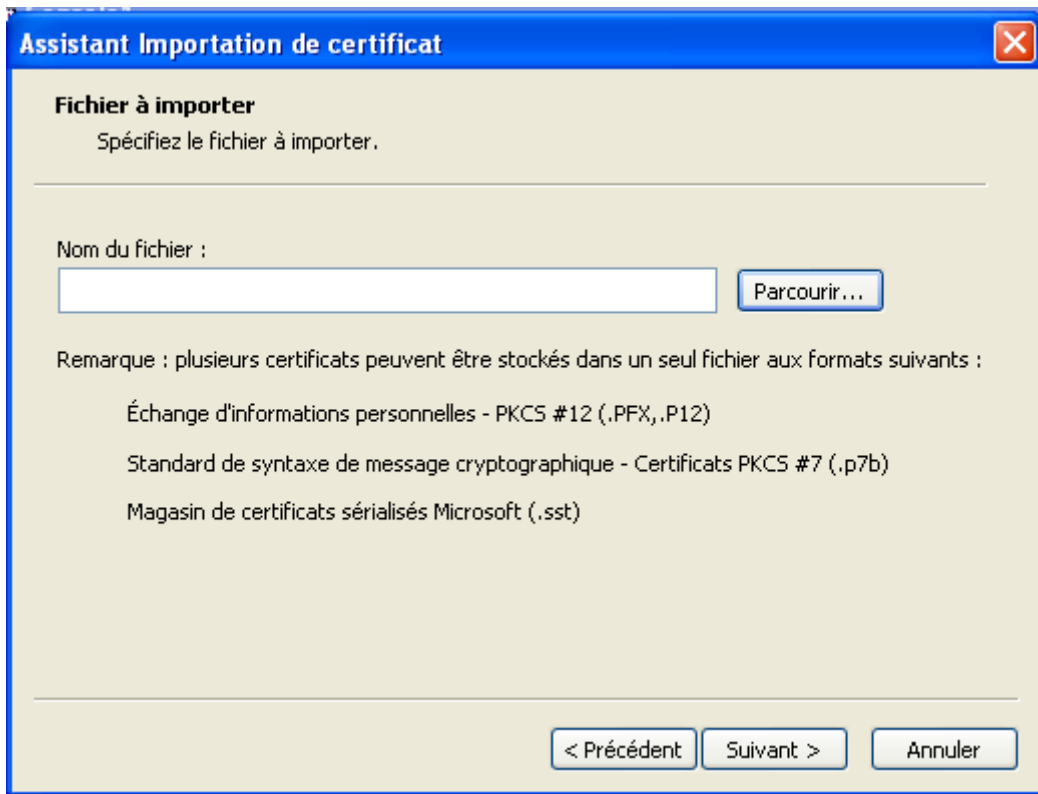 Assistant Importation de certificat
Fichier à importer
Spécifiez le fichier à importer.
Nom du fichier :
Parcourir...
Remarque : plusieurs certificats peuvent être stockés dans un seul fichier aux formats suivants :
Échange d'informations personnelles - PKCS #12 (.PFX,.P12)
Standard de syntaxe de message cryptographique - Certificats PKCS #7 (.p7b)
Magasin de certificats sérialisés Microsoft (.sst)
< Précédent Suivant > Annuler